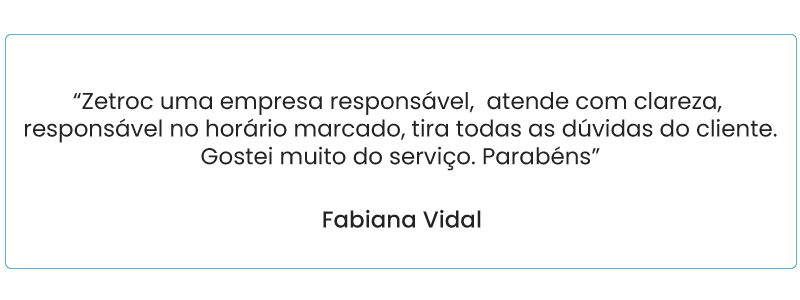 “Zetroc uma empresa responsável,  atende com clareza,
responsável no horário marcado, tira todas as dúvidas do cliente.
Gostei muito do serviço. Parabéns”
Fabiana Vidal